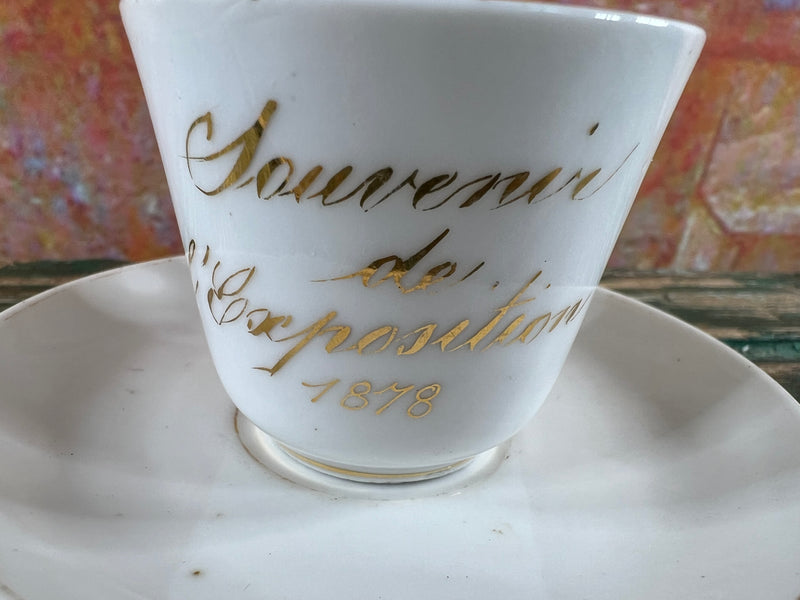 Souvenir
de
l'Exposition
1878